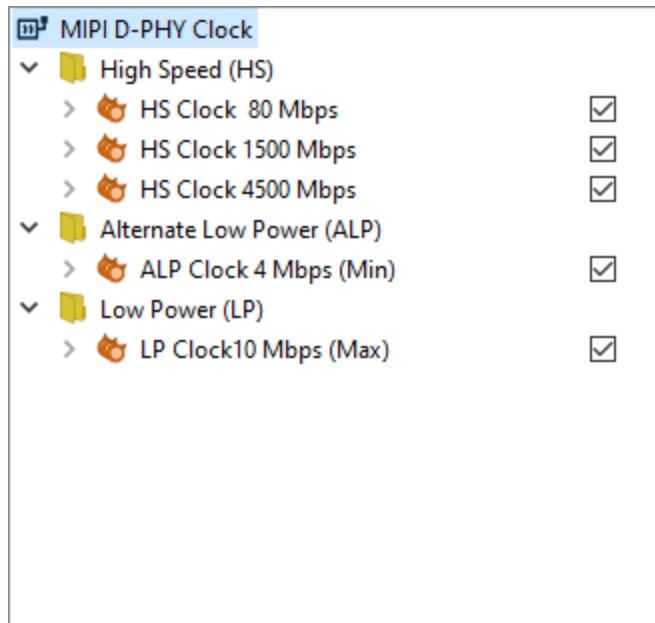 MIPI D-PHY Clock
High Speed (HS)
HS Clock  80 Mbps
HS Clock 1500 Mbps
HS Clock 4500 Mbps
Alternate Low Power (ALP)
ALP Clock 4 Mbps (Min)
Low Power (LP)
LP Clock10 Mbps (Max)